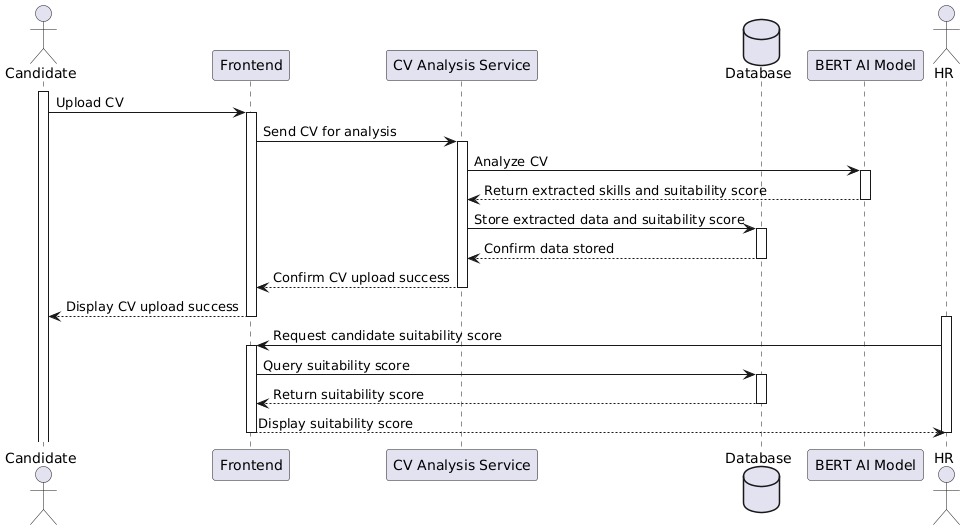 Candidate
Frontend
CV Analysis Service
Database
BERT AI Model
HR
Upload CV
Send CV for analysis
Analyze CV
Return extracted skills and suitability score
Store extracted data and suitability score
Confirm data stored
Confirm CV upload success
Display CV upload success
Request candidate suitability score
Query suitability score
Return suitability score
Display suitability score
Candidate
Frontend
CV Analysis Service
Database
BERT AI Model
HR